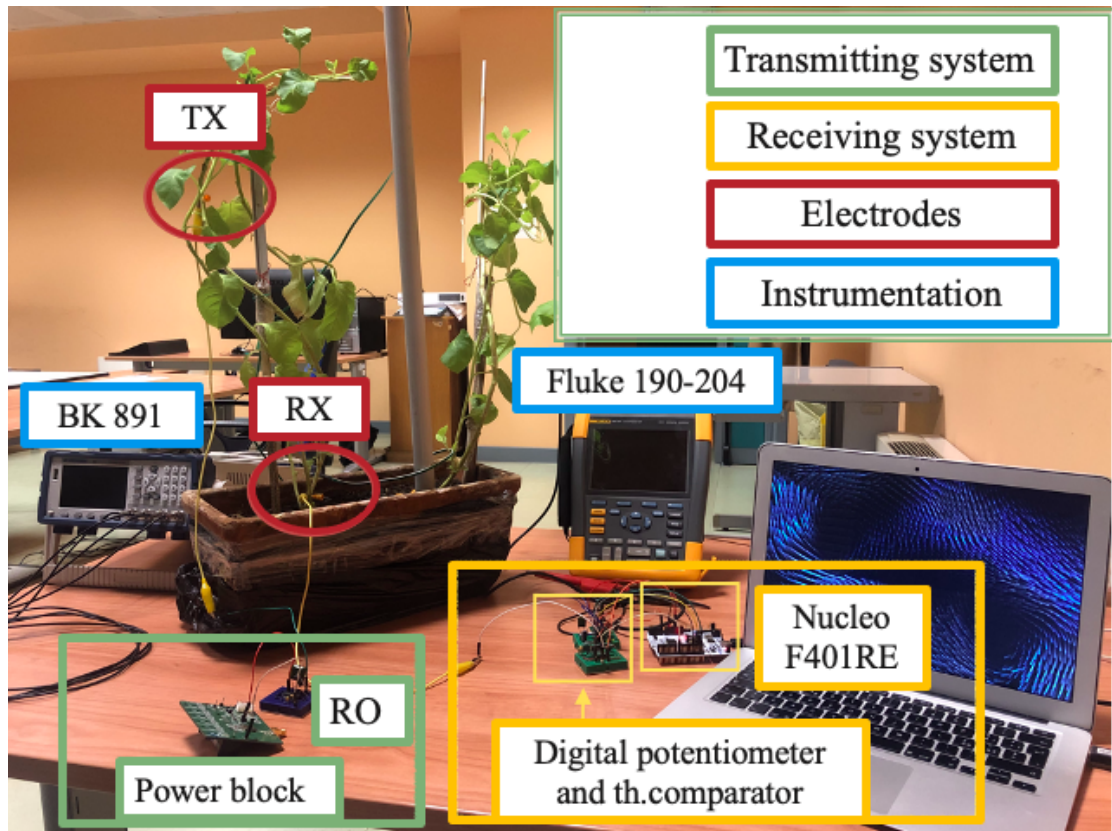 Transmitting system
TX
Receiving system
Electrodes
Instrumentation
Fluke 190-204
BK 891
RX
Nucleo
F401RE
RO
Digital potentiometer
and th.comparator
Power block